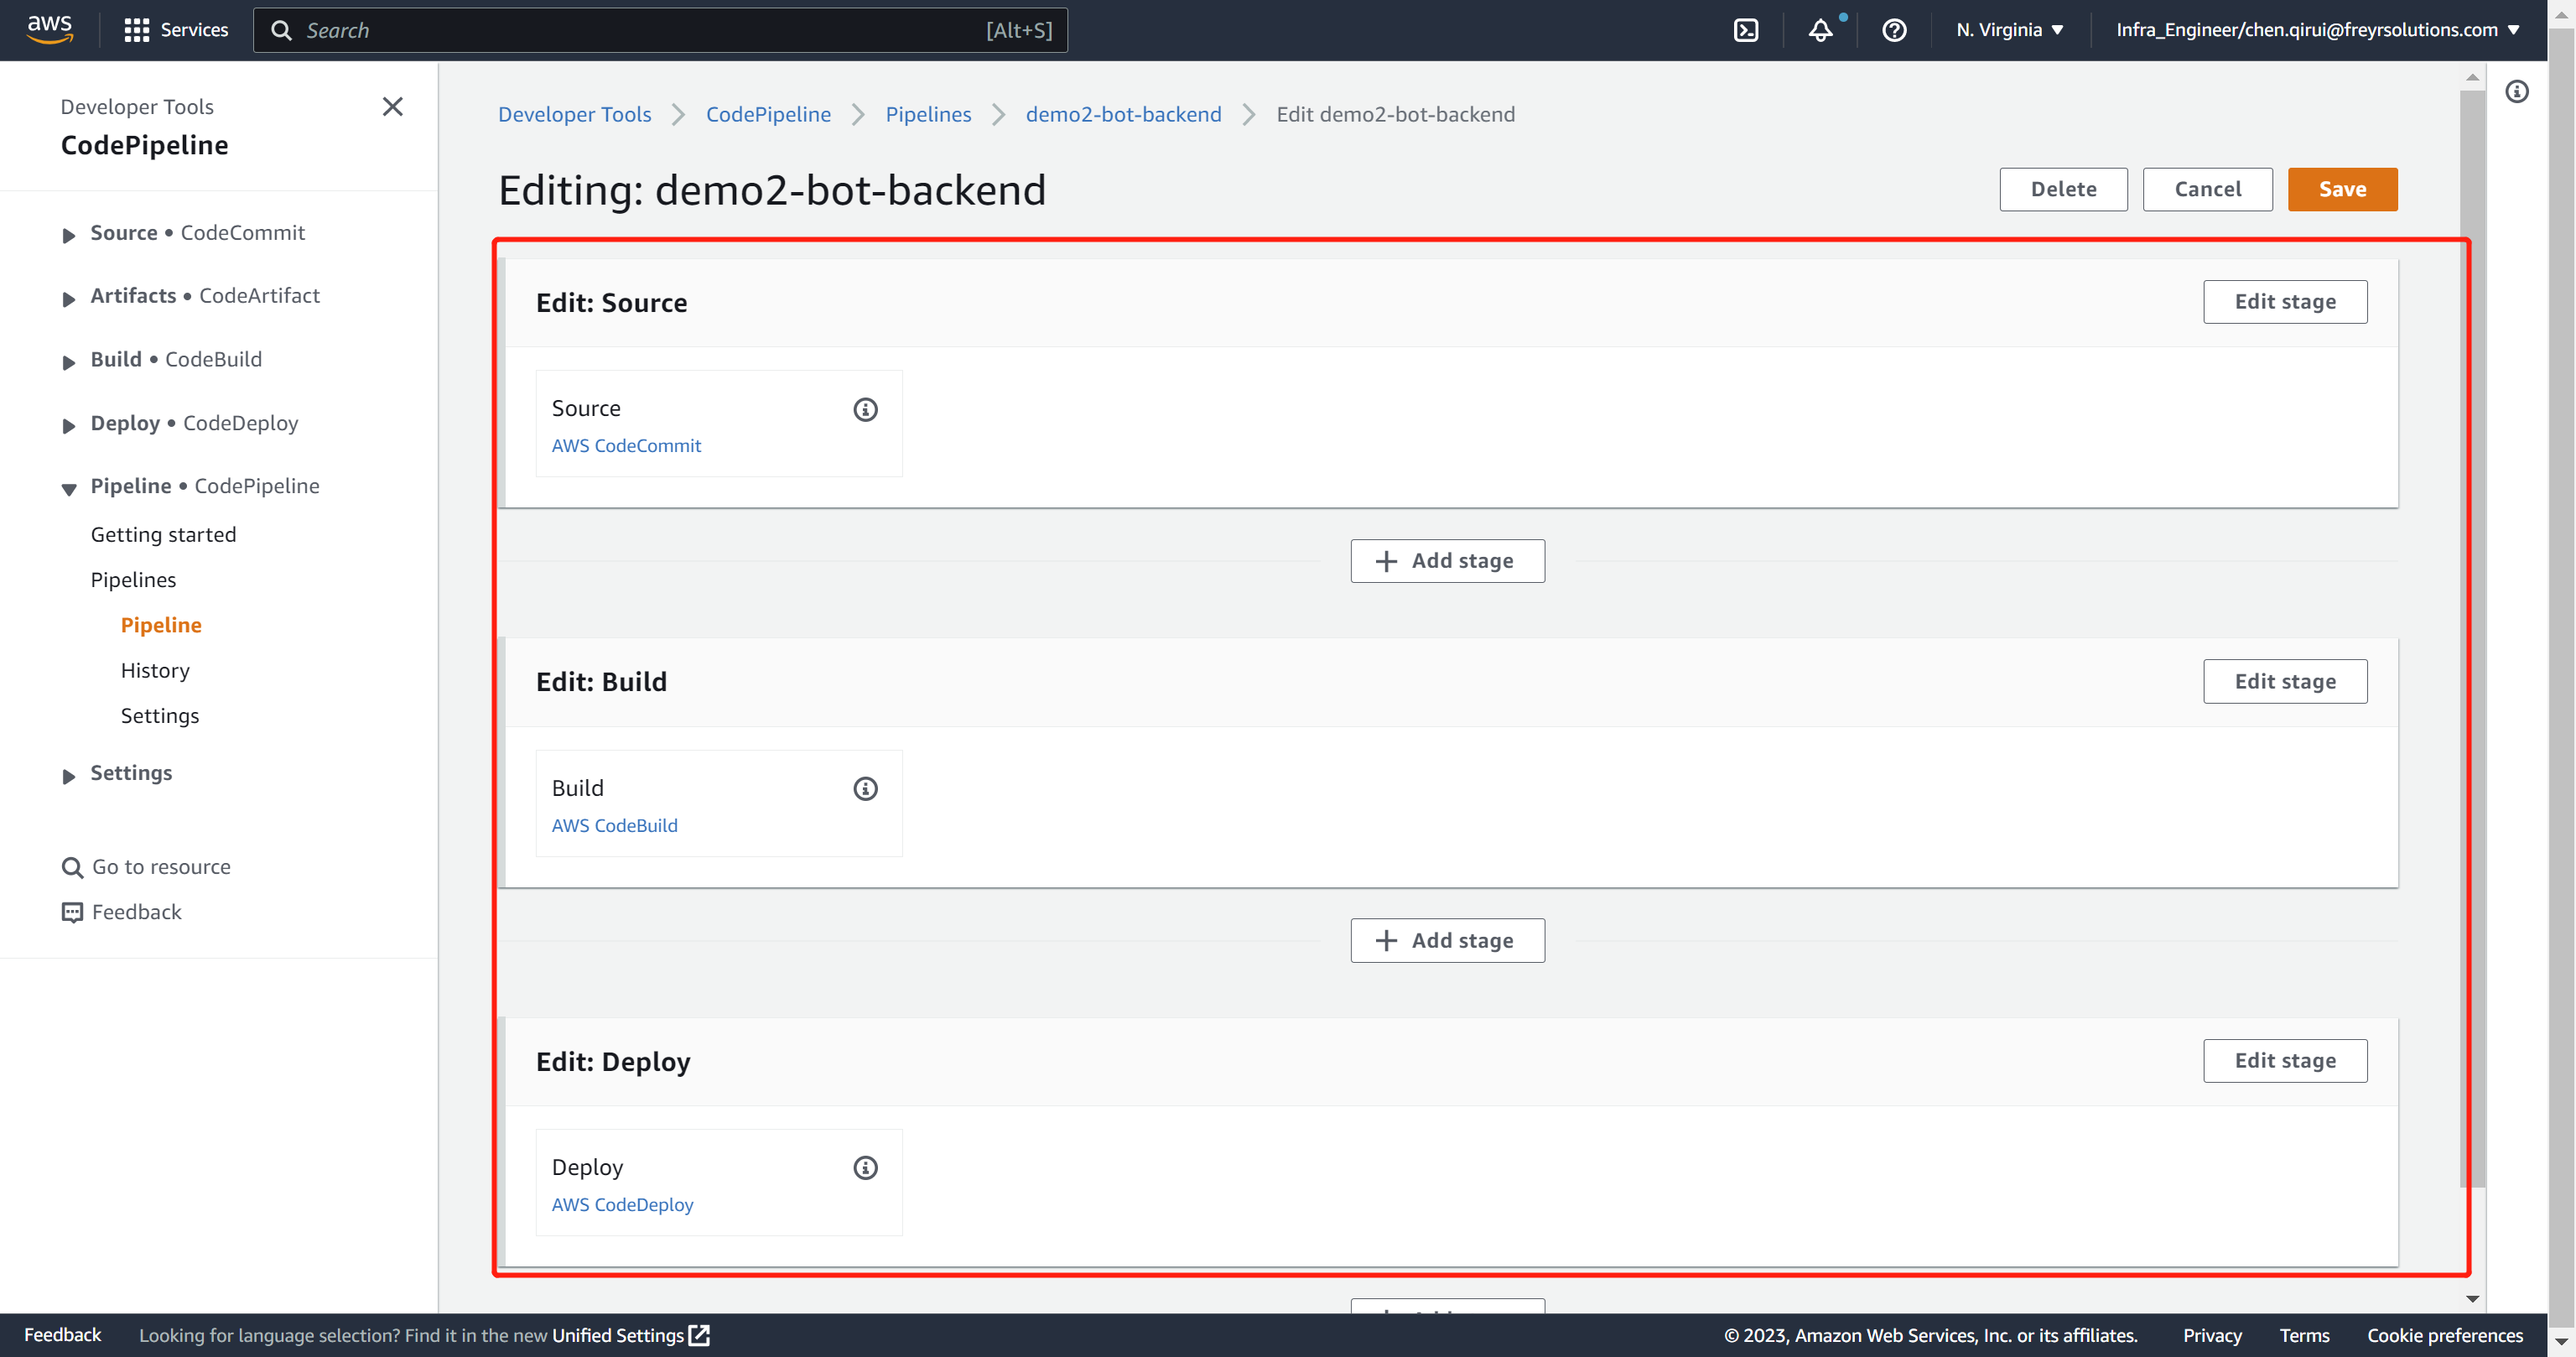 aws
Services
Search
[Alt+S]
N. Virginia
Infra_Engineer/chen.qirui@freyrsolutions.com
Developer Tools
CodePipeline
Source • CodeCommit
Artifacts • CodeArtifact
Build • CodeBuild
Deploy • CodeDeploy
Pipeline • CodePipeline
Getting started
Pipelines
Pipeline
History
Settings
Settings
Go to resource
Feedback
Developer Tools
CodePipeline
Pipelines
demo2-bot-backend
Edit demo2-bot-backend
Editing: demo2-bot-backend
Delete
Cancel
Save
Edit: Source
Edit stage
Source
AWS CodeCommit
Add stage
Edit: Build
Edit stage
Build
AWS CodeBuild
Add stage
Edit: Deploy
Edit stage
Deploy
AWS CodeDeploy
Feedback
Looking for language selection? Find it in the new Unified Settings
© 2023, Amazon Web Services, Inc. or its affiliates.
Privacy
Terms
Cookie preferences